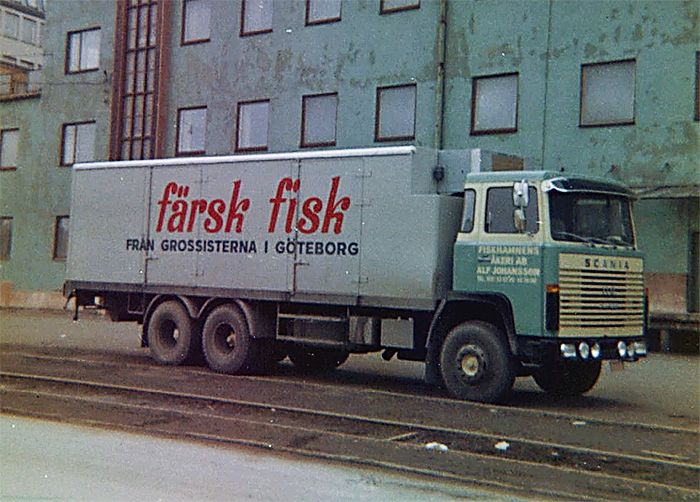 färsk fisk
FRÅN GROSSISTERNA I GÖTEBORG
FISKHAMNENS
ÅKERI AB
ALF JOHANSSON
SCANIA